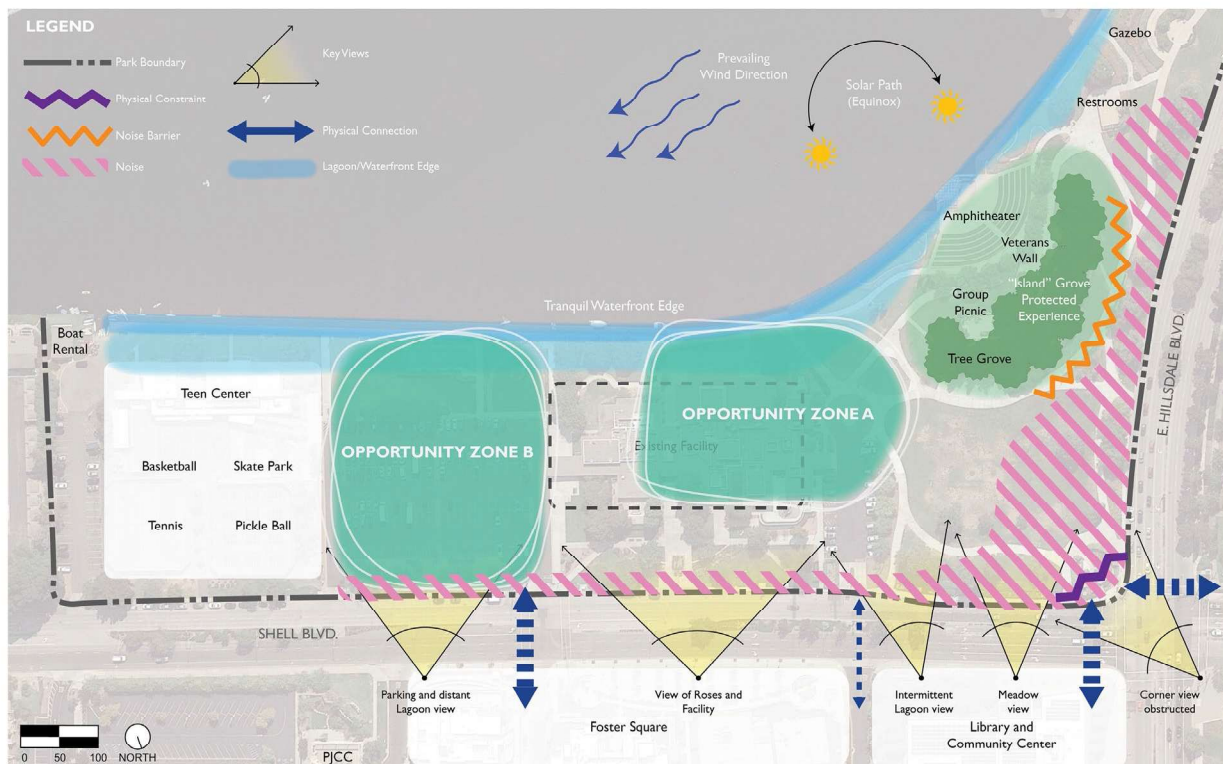 LEGEND
Park Boundary
Physical Constraint
Noise Barrier
Noise
Key Views
Physical Connection
Lagoon/Waterfront Edge
Prevailing
Wind Direction
Solar Path
(Equinox)
Gazebo
Restrooms
Amphitheater
Veterans
Wall
"Island" Grove
Protected
Experience
Group
Picnic
Tree Grove
E. HILLSDALE BLVD.
Tranquil Waterfront Edge
Boat
Rental
Teen Center
Basketball
Skate Park
Tennis
Pickle Ball
OPPORTUNITY ZONE B
OPPORTUNITY ZONE A
Existing Facility
SHELL BLVD.
Parking and distant
Lagoon view
View of Roses and
Facility
Intermittent
Lagoon view
Meadow
view
Corner view
obstructed
Foster Square
Library and
Community Center
PJCC
0 50 100 NORTH